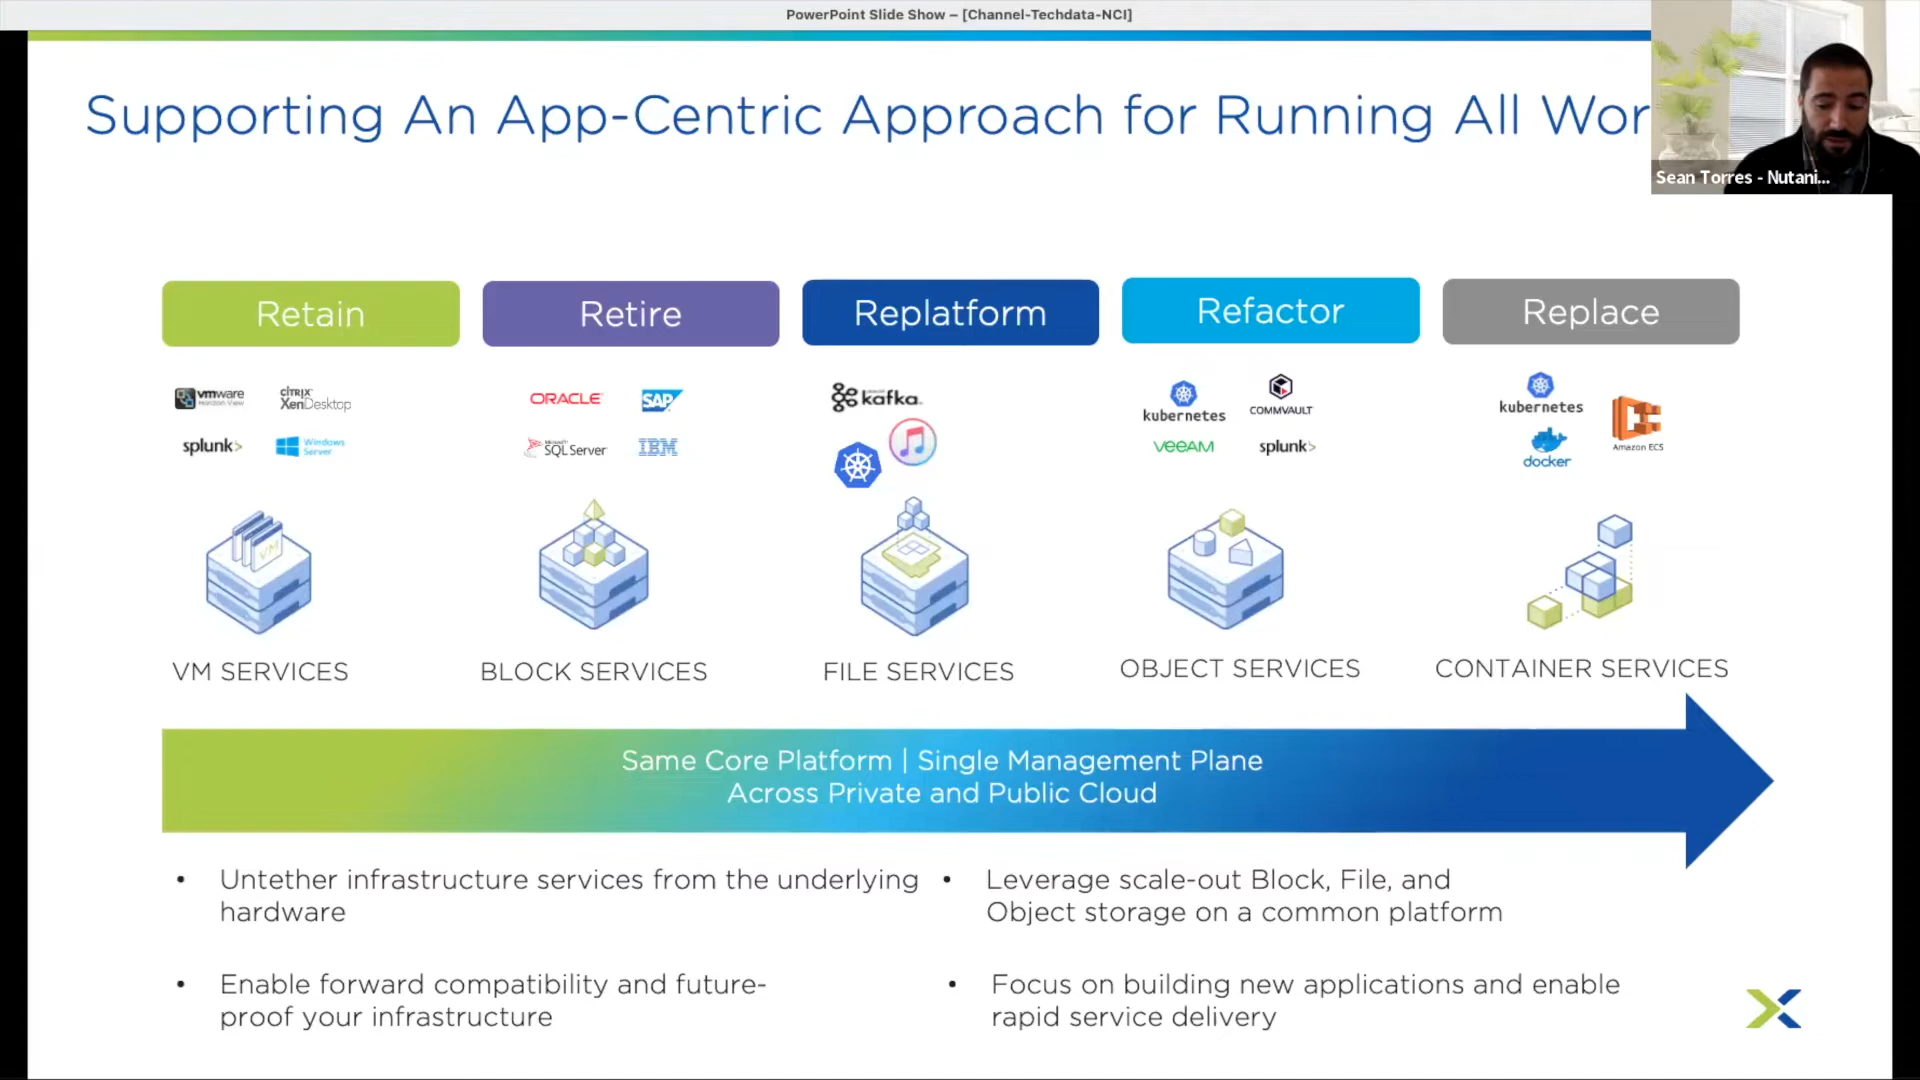 PowerPoint Slide Show – [Channel-Techdata-NCI]
Supporting An App-Centric Approach for Running All Wor
Sean Torres - Nutani...
Retain
Retire
Replatform
Refactor
Replace
vmware
Horizon View
CITRIX
XenDesktop
splunk>
Windows
Server
ORACLE
SAP
Microsoft
SQL Server
IBM
kafka
kubernetes
COMMVAULT
veeam
splunk>
kubernetes
docker
Amazon ECS
VM
VM SERVICES
BLOCK SERVICES
FILE SERVICES
OBJECT SERVICES
CONTAINER SERVICES
Same Core Platform | Single Management Plane
Across Private and Public Cloud
• Untether infrastructure services from the underlying
hardware
• Enable forward compatibility and future-
proof your infrastructure
• Leverage scale-out Block, File, and
Object storage on a common platform
• Focus on building new applications and enable
rapid service delivery